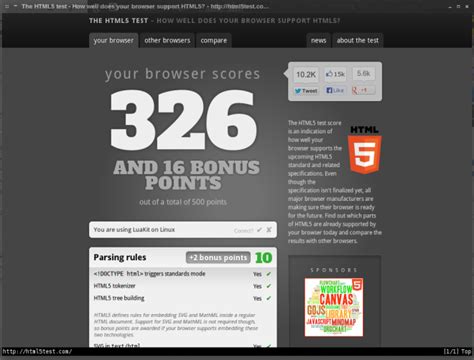 The HTML5 test - How well does your browser support HTML5? - http://html5te.co...
THE HTML5 TEST – HOW WELL DOES YOUR BROWSER SUPPORT HTML5?
your browser
other browsers
compare
news
about the test
your browser scores
326
AND 16 BONUS
POINTS
out of a total of 500 points
10.2K
15k
5.6k
Tweet
Like
+1
The HTML5 test score
is an indication of
how well your
browser supports the
upcoming HTML5
standard and related
specifications. Even
though the
specification isn't finalized yet, all
major browser manufacturers are
making sure their browser is ready
for the future. Find out which parts
of HTML5 are already supported by
your browser today and compare the
results with other browsers.
HTML
5
You are using LuaKit on Linux
Correct? ✔ ✘
Parsing rules
+2 bonus points
10
<!DOCTYPE html> triggers standards mode
Yes ✔
HTML5 tokenizer
Yes ✔
HTML5 tree building
Yes ✔
HTML5 defines rules for embedding SVG and MathML inside a regular
HTML document. Support for SVG and MathML is not required though,
so bonus points are awarded if your browser supports embedding these
two technologies.
SVG in text/html
Yes ✔
SPONSORS
FLOWCHART
WORKFLOW
CANVAS
GOJS
LIBRARY
JAVASCRIPT
MINDMAP
ORGCHART
http://html5test.com/
[1/1] Top